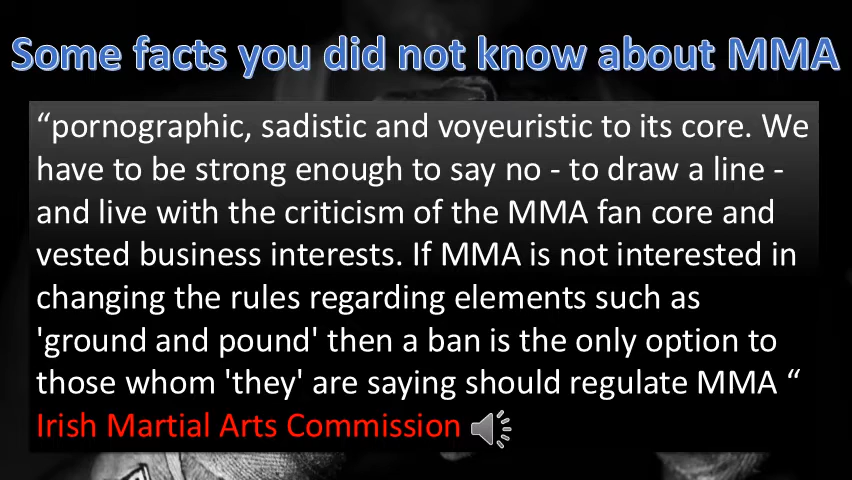 Some facts you did not know about MMA
“pornographic, sadistic and voyeuristic to its core. We
have to be strong enough to say no - to draw a line -
and live with the criticism of the MMA fan core and
vested business interests. If MMA is not interested in
changing the rules regarding elements such as
'ground and pound' then a ban is the only option to
those whom 'they' are saying should regulate MMA “
Irish Martial Arts Commission